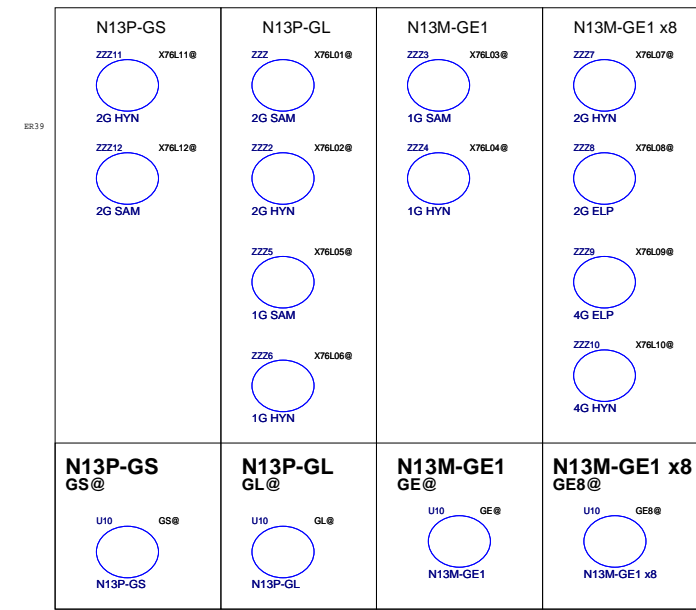 N13P-GS N13P-GL N13M-GE1 N13M-GE1 x8
ZZZ11 X76L11@ ZZZ X76L01@ ZZZ3 X76L03@ ZZZ7 X76L07@
2G HYN 2G SAM 1G SAM 2G HYN
ER39
ZZZ12 X76L12@ ZZZ2 X76L02@ ZZZ4 X76L04@ ZZZ8 X76L08@
2G SAM 2G HYN 1G HYN 2G ELP
ZZZ5 X76L05@ ZZZ9 X76L09@
1G SAM 4G ELP
ZZZ6 X76L06@ ZZZ10 X76L10@
1G HYN 4G HYN
N13P-GS N13P-GL N13M-GE1 N13M-GE1 x8
GS@ GL@ GE@ GE8@
U10 GS@ U10 GL@ U10 GE@ U10 GE8@
N13P-GS N13P-GL N13M-GE1 N13M-GE1 x8